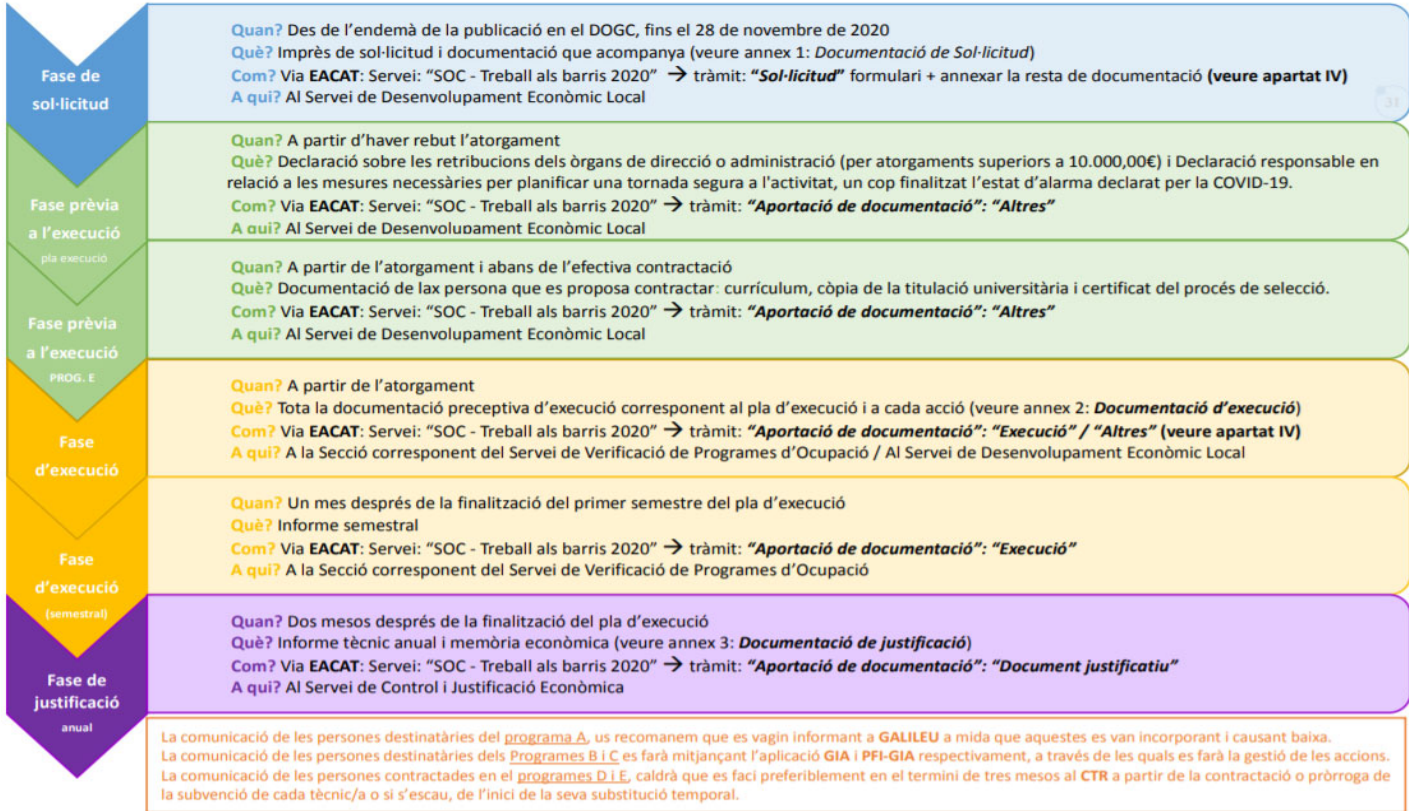 Fase de
sol·licitud
Quan? Des de l'endemà de la publicació en el DOGC, fins el 28 de novembre de 2020
Què? Imprès de sol·licitud i documentació que acompanya (veure annex 1: Documentació de Sol·licitud)
Com? Via EACAT: Servei: "SOC - Treball als barris 2020" → tràmit: "Sol·licitud" formulari + annexar la resta de documentació (veure apartat IV)
A qui? Al Servei de Desenvolupament Econòmic Local
31
Fase prèvia
a l'execució
pla execució
Quan? A partir d'haver rebut l'atorgament
Què? Declaració sobre les retribucions dels òrgans de direcció o administració (per atorgaments superiors a 10.000,00€) i Declaració responsable en
relació a les mesures necessàries per planificar una tornada segura a l'activitat, un cop finalitzat l'estat d'alarma declarat per la COVID-19.
Com? Via EACAT: Servei: "SOC - Treball als barris 2020" → tràmit: "Aportació de documentació": "Altres"
A qui? Al Servei de Desenvolupament Econòmic Local
Fase prèvia
a l'execució
PROG. E
Quan? A partir de l'atorgament i abans de l'efectiva contractació
Què? Documentació de lax persona que es proposa contractar: currículum, còpia de la titulació universitària i certificat del procés de selecció.
Com? Via EACAT: Servei: "SOC - Treball als barris 2020" → tràmit: "Aportació de documentació": "Altres"
A qui? Al Servei de Desenvolupament Econòmic Local
Fase
d'execució
Quan? A partir de l'atorgament
Què? Tota la documentació preceptiva d'execució corresponent al pla d'execució i a cada acció (veure annex 2: Documentació d'execució)
Com? Via EACAT: Servei: "SOC - Treball als barris 2020" → tràmit: "Aportació de documentació": "Execució" / "Altres" (veure apartat IV)
A qui? A la Secció corresponent del Servei de Verificació de Programes d'Ocupació / Al Servei de Desenvolupament Econòmic Local
Fase
d'execució
(semestral)
Quan? Un mes després de la finalització del primer semestre del pla d'execució
Què? Informe semestral
Com? Via EACAT: Servei: "SOC - Treball als barris 2020" → tràmit: "Aportació de documentació": "Execució"
A qui? A la Secció corresponent del Servei de Verificació de Programes d'Ocupació
Fase de
justificació
anual
Quan? Dos mesos després de la finalització del pla d'execució
Què? Informe tècnic anual i memòria econòmica (veure annex 3: Documentació de justificació)
Com? Via EACAT: Servei: "SOC - Treball als barris 2020" → tràmit: "Aportació de documentació": "Document justificatiu"
A qui? Al Servei de Control i Justificació Econòmica
La comunicació de les persones destinatàries del programa A, us recomanem que es vagin informant a GALILEU a mida que aquestes es van incorporant i causant baixa.
La comunicació de les persones destinatàries dels Programes B i C es farà mitjançant l'aplicació GIA i PFI-GIA respectivament, a través de les quals es farà la gestió de les accions.
La comunicació de les persones contractades en el programes D i E, caldrà que es faci preferiblement en el termini de tres mesos al CTR a partir de la contractació o pròrroga de
la subvenció de cada tècnic/a o si s'escau, de l'inici de la seva substitució temporal.